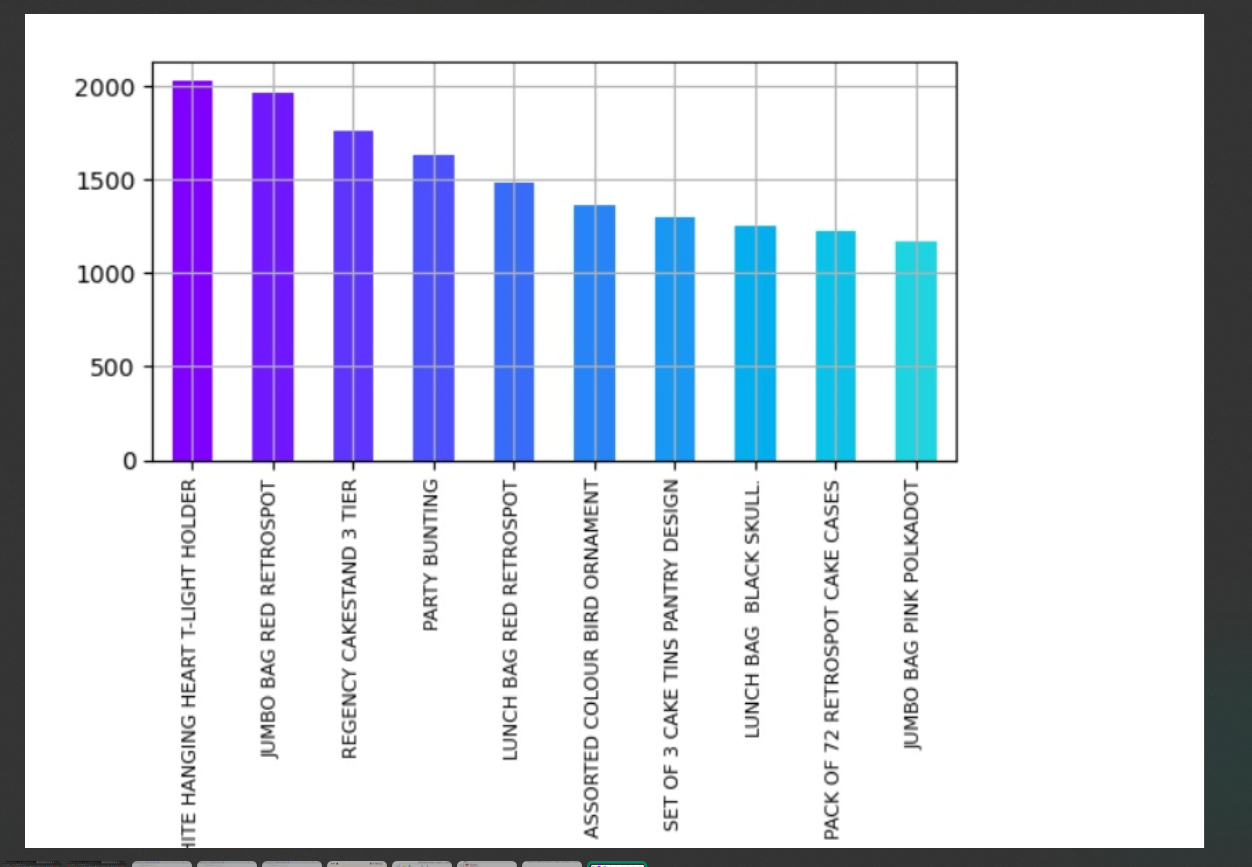 2000
1500
1000
500
0
HITE HANGING HEART T-LIGHT HOLDER
JUMBO BAG RED RETROSPOT
REGENCY CAKESTAND 3 TIER
PARTY BUNTING
LUNCH BAG RED RETROSPOT
ASSORTED COLOUR BIRD ORNAMENT
SET OF 3 CAKE TINS PANTRY DESIGN
LUNCH BAG  BLACK SKULL.
PACK OF 72 RETROSPOT CAKE CASES
JUMBO BAG PINK POLKADOT